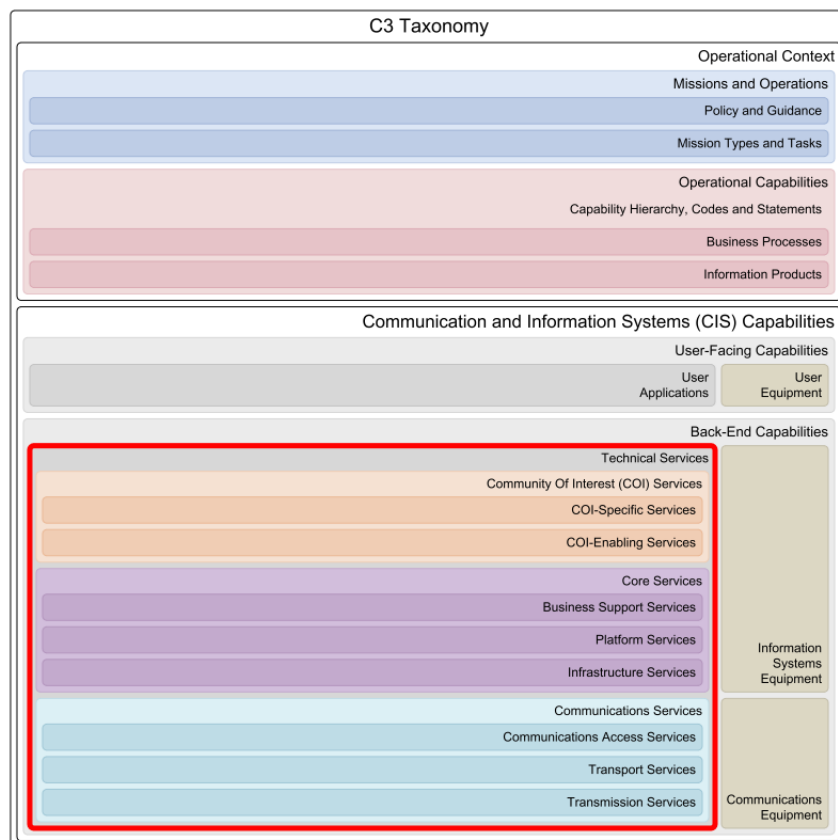 C3 Taxonomy
Operational Context
Missions and Operations
Policy and Guidance
Mission Types and Tasks
Operational Capabilities
Capability Hierarchy, Codes and Statements
Business Processes
Information Products
Communication and Information Systems (CIS) Capabilities
User-Facing Capabilities
User
Applications
User
Equipment
Back-End Capabilities
Technical Services
Community Of Interest (COI) Services
COI-Specific Services
COI-Enabling Services
Core Services
Business Support Services
Platform Services
Infrastructure Services
Information
Systems
Equipment
Communications Services
Communications Access Services
Transport Services
Transmission Services
Communications
Equipment